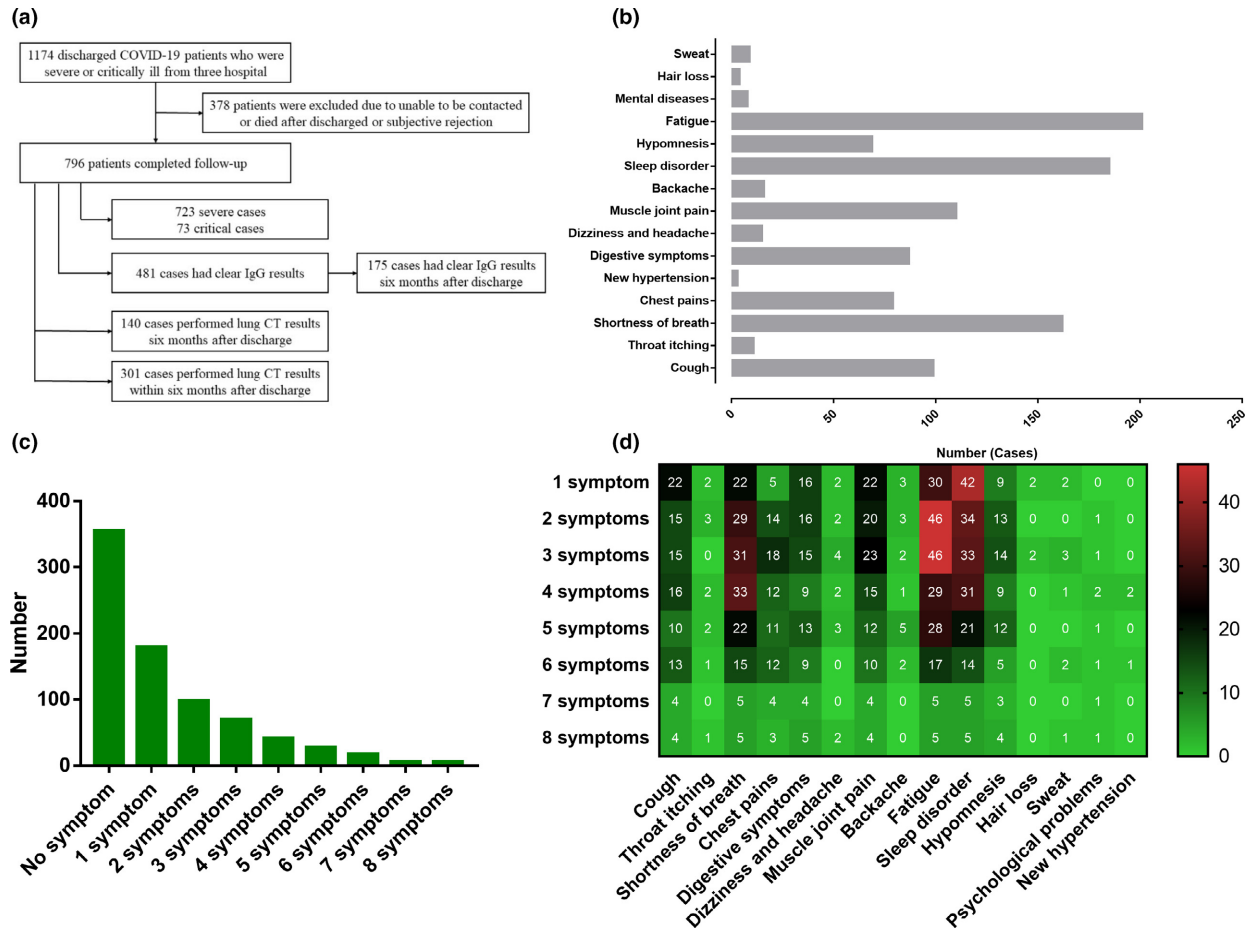 (a)
1174 discharged COVID-19 patients who were
severe or critically ill from three hospital
378 patients were excluded due to unable to be contacted
or died after discharged or subjective rejection
796 patients completed follow-up
723 severe cases
73 critical cases
481 cases had clear IgG results
175 cases had clear IgG results
six months after discharge
140 cases performed lung CT results
six months after discharge
301 cases performed lung CT results
within six months after discharge
(b)
Sweat
Hair loss
Mental diseases
Fatigue
Hypomnesis
Sleep disorder
Backache
Muscle joint pain
Dizziness and headache
Digestive symptoms
New hypertension
Chest pains
Shortness of breath
Throat itching
Cough
0 50 100 150 200 250
Number (Cases)
(c)
Number
400
300
200
100
0
No symptom
1 symptom
2 symptoms
3 symptoms
4 symptoms
5 symptoms
6 symptoms
7 symptoms
8 symptoms
(d)
1 symptom 22 2 22 5 16 2 22 3 30 42 9 2 2 0 0
2 symptoms 15 3 29 14 16 2 20 3 46 34 13 0 0 1 0
3 symptoms 15 0 31 18 15 4 23 2 46 33 14 2 3 1 0
4 symptoms 16 2 33 12 9 2 15 1 29 31 9 0 1 2 2
5 symptoms 10 2 22 11 13 3 12 5 28 21 12 0 0 1 0
6 symptoms 13 1 15 12 9 0 10 2 17 14 5 0 2 1 1
7 symptoms 4 0 5 4 4 0 4 0 5 5 3 0 0 1 0
8 symptoms 4 1 5 3 5 2 4 0 5 5 4 0 1 1 0
Cough
Throat itching
Shortness of breath
Chest pains
Digestive symptoms
Dizziness and headache
Muscle joint pain
Backache
Fatigue
Sleep disorder
Hypomnesis
Hair loss
Sweat
Psychological problems
New hypertension
40
30
20
10
0